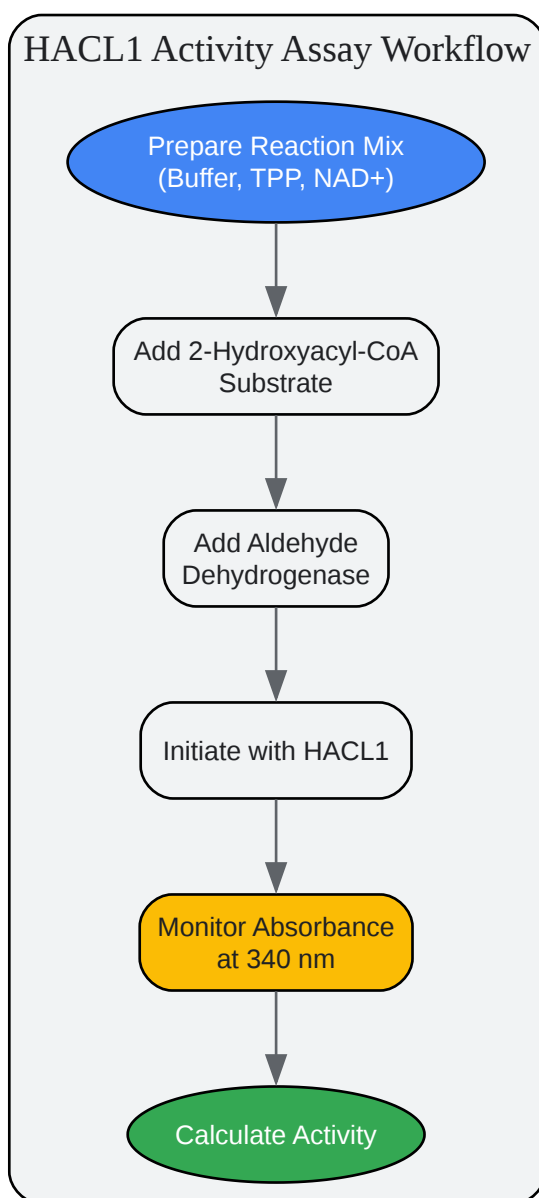 HACL1 Activity Assay Workflow
Prepare Reaction Mix
(Buffer, TPP, NAD+)
Add 2-Hydroxyacyl-CoA
Substrate
Add Aldehyde
Dehydrogenase
Initiate with HACL1
Monitor Absorbance
at 340 nm
Calculate Activity